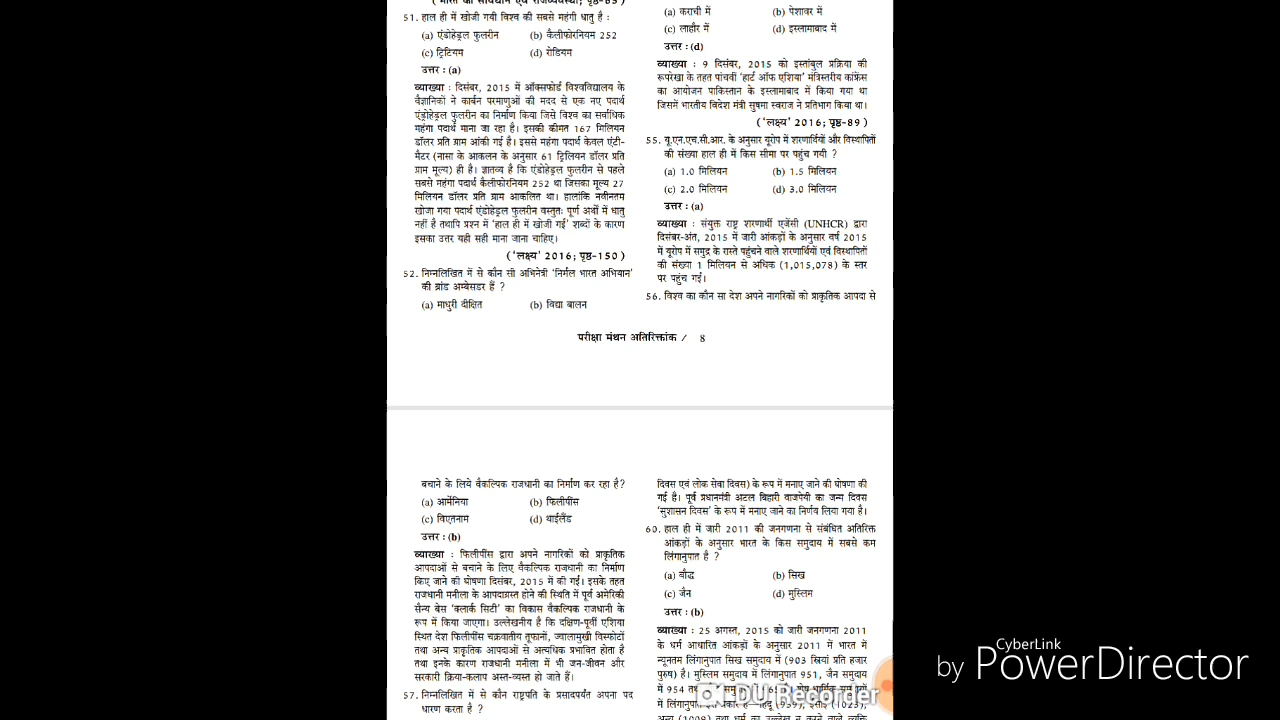 51. हाल ही में खोजी गयी विश्व की सबसे महंगी धातु है :
(a) एंडोहेड्रल फुलरीन (b) कैलीफोरनियम 252
(c) ट्रिटियम (d) रोडियम
उत्तर : (a)
व्याख्या : दिसंबर, 2015 में ऑक्सफोर्ड विश्वविद्यालय के
वैज्ञानिकों ने कार्बन परमाणुओं की मदद से एक नए पदार्थ
एंड्रोहेड्रल फुलरीन का निर्माण किया जिसे विश्व का सर्वाधिक
महंगा पदार्थ माना जा रहा है। इसकी कीमत 167 मिलियन
डॉलर प्रति ग्राम आंकी गई है। इससे महंगा पदार्थ केवल एंटी-
मैटर (नासा के आकलन के अनुसार 61 ट्रिलियन डॉलर प्रति
ग्राम मूल्य) ही है। ज्ञातव्य है कि एंडोहेड्रल फुलरीन से पहले
सबसे महंगा पदार्थ कैलीफोरनियम 252 था जिसका मूल्य 27
मिलियन डॉलर प्रति ग्राम आकलित था। हालांकि नवीनतम
खोजा गया पदार्थ एंडोहेड्रल फुलरीन वस्तुतः पूर्ण अर्थों में धातु
नहीं है तथापि प्रश्न में 'हाल ही में खोजी गई' शब्दों के कारण
इसका उत्तर यही सही माना जाना चाहिए।
('लक्ष्य' 2016; पृष्ठ-150)
52. निम्नलिखित में से कौन सी अभिनेत्री 'निर्मल भारत अभियान'
की ब्रांड अम्बेसडर हैं ?
(a) माधुरी दीक्षित (b) विद्या बालन
(a) कराची में (b) पेशावर में
(c) लाहौर में (d) इस्लामाबाद में
उत्तर : (d)
व्याख्या : 9 दिसंबर, 2015 को इस्तांबुल प्रक्रिया की
रूपरेखा के तहत पांचवीं 'हार्ट ऑफ एशिया' मंत्रिस्तरीय कांफ्रेंस
का आयोजन पाकिस्तान के इस्लामाबाद में किया गया था
जिसमें भारतीय विदेश मंत्री सुषमा स्वराज ने प्रतिभाग किया था।
('लक्ष्य' 2016; पृष्ठ-89)
55. यू.एन.एच.सी.आर. के अनुसार यूरोप में शरणार्थियों और विस्थापितों
की संख्या हाल ही में किस सीमा पर पहुंच गयी ?
(a) 1.0 मिलियन (b) 1.5 मिलियन
(c) 2.0 मिलियन (d) 3.0 मिलियन
उत्तर : (a)
व्याख्या : संयुक्त राष्ट्र शरणार्थी एजेंसी (UNHCR) द्वारा
दिसंबर-अंत, 2015 में जारी आंकड़ों के अनुसार वर्ष 2015
में यूरोप में समुद्र के रास्ते पहुंचने वाले शरणार्थियों एवं विस्थापितों
की संख्या 1 मिलियन से अधिक (1,015,078) के स्तर
पर पहुंच गई।
56. विश्व का कौन सा देश अपने नागरिकों को प्राकृतिक आपदा से
परीक्षा मंथन अतिरिक्तांक / 8
बचाने के लिये वैकल्पिक राजधानी का निर्माण कर रहा है?
(a) आर्मेनिया (b) फिलीपींस
(c) विएतनाम (d) थाईलैंड
उत्तर : (b)
व्याख्या : फिलीपींस द्वारा अपने नागरिकों को प्राकृतिक
आपदाओं से बचाने के लिए वैकल्पिक राजधानी का निर्माण
किए जाने की घोषणा दिसंबर, 2015 में की गई। इसके तहत
राजधानी मनीला के आपदाग्रस्त होने की स्थिति में पूर्व अमेरिकी
सैन्य बेस 'क्लार्क सिटी' का विकास वैकल्पिक राजधानी के
रूप में किया जाएगा। उल्लेखनीय है कि दक्षिण-पूर्वी एशिया
स्थित देश फिलीपींस चक्रवातीय तूफानों, ज्वालामुखी विस्फोटों
तथा अन्य प्राकृतिक आपदाओं से अत्यधिक प्रभावित होता है
तथा इनके कारण राजधानी मनीला में भी जन-जीवन और
सरकारी क्रिया-कलाप अस्त-व्यस्त हो जाते हैं।
57. निम्नलिखित में से कौन राष्ट्रपति के प्रसादपर्यंत अपना पद
धारण करता है ?
दिवस एवं लोक सेवा दिवस) के रूप में मनाए जाने की घोषणा की
गई है। पूर्व प्रधानमंत्री अटल बिहारी वाजपेयी का जन्म दिवस
'सुशासन दिवस' के रूप में मनाए जाने का निर्णय लिया गया है।
60. हाल ही में जारी 2011 की जनगणना से संबंधित अतिरिक्त
आंकड़ों के अनुसार भारत के किस समुदाय में सबसे कम
लिंगानुपात है ?
(a) बौद्ध (b) सिख
(c) जैन (d) मुस्लिम
उत्तर : (b)
व्याख्या : 25 अगस्त, 2015 को जारी जनगणना 2011
के धर्म आधारित आंकड़ों के अनुसार 2011 में भारत में
न्यूनतम लिंगानुपात सिख समुदाय में (903 स्त्रियां प्रति हजार
पुरुष) है। मुस्लिम समुदाय में लिंगानुपात 951, जैन समुदाय
में 954
में लिंगानुपात
DU Recorder
CyberLink
by PowerDirector